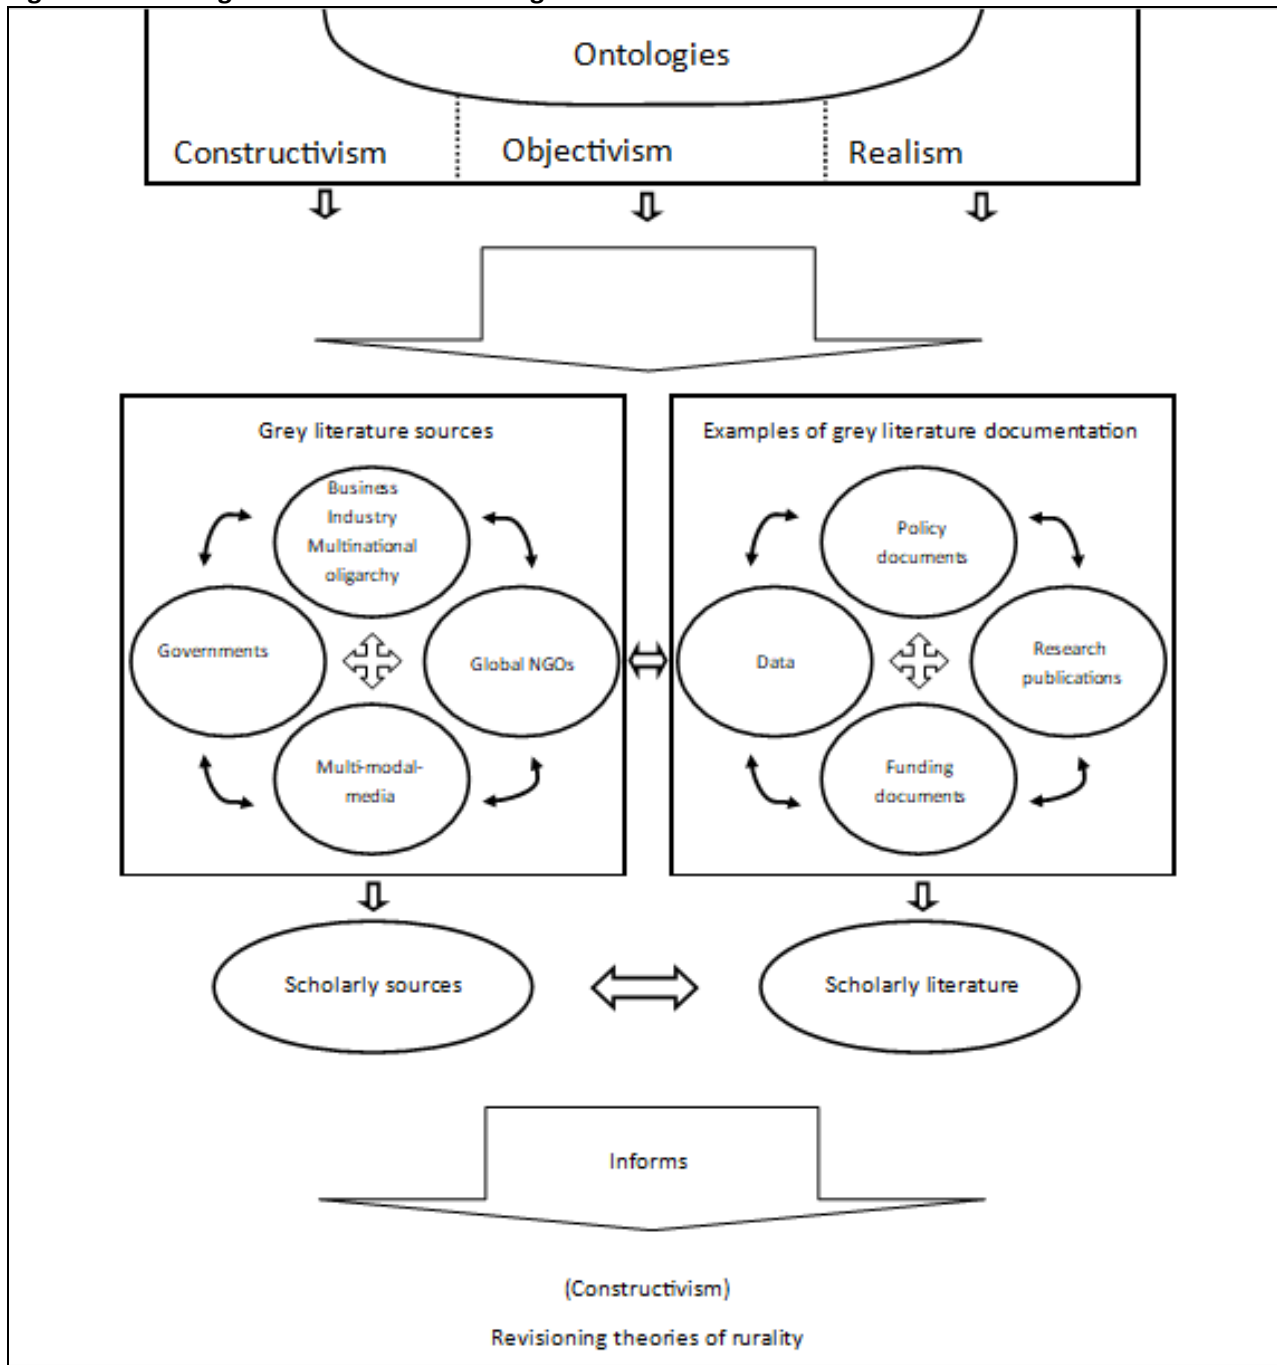 Ontologies
Constructivism
Objectivism
Realism
Grey literature sources
Business
Industry
Multinational
oligarchy
Governments
Global NGOs
Multi-modal-
media
Examples of grey literature documentation
Policy
documents
Data
Research
publications
Funding
documents
Scholarly sources
Scholarly literature
Informs
(Constructivism)
Revisioning theories of rurality